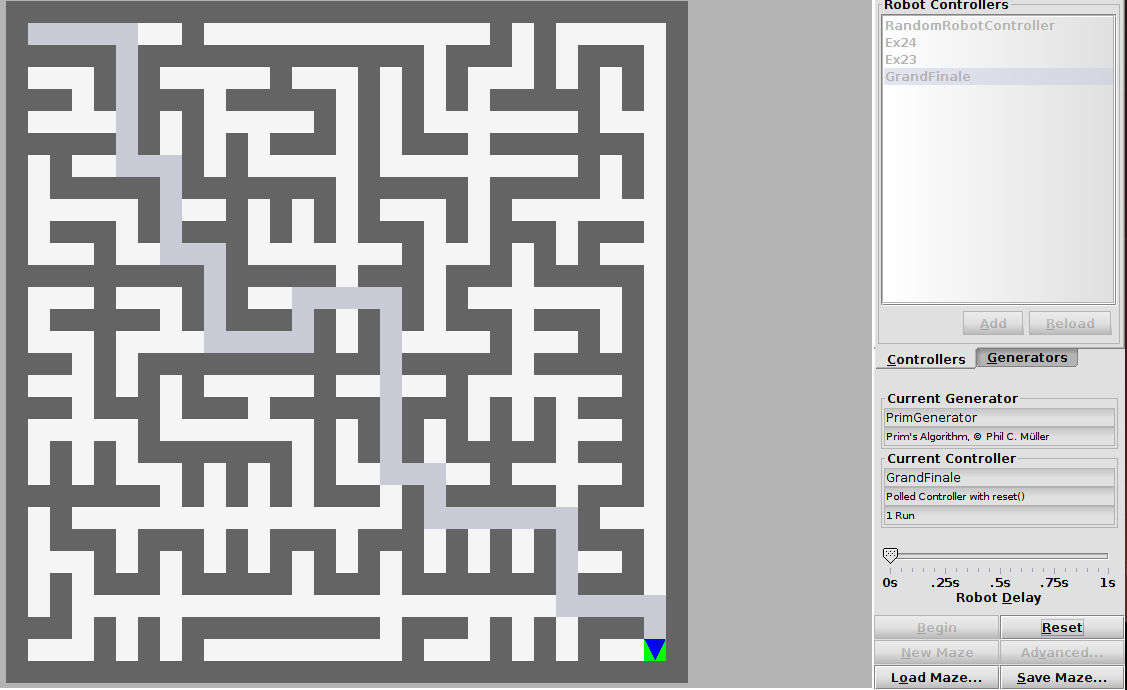 Robot Controllers
RandomRobotController
Ex24
Ex23
GrandFinale
Add
Reload
Controllers
Generators
Current Generator
PrimGenerator
Prim's Algorithm, © Phil C. Müller
Current Controller
GrandFinale
Polled Controller with reset()
1 Run
0s .25s .5s .75s 1s
Robot Delay
Begin
Reset
New Maze
Advanced...
Load Maze...
Save Maze...